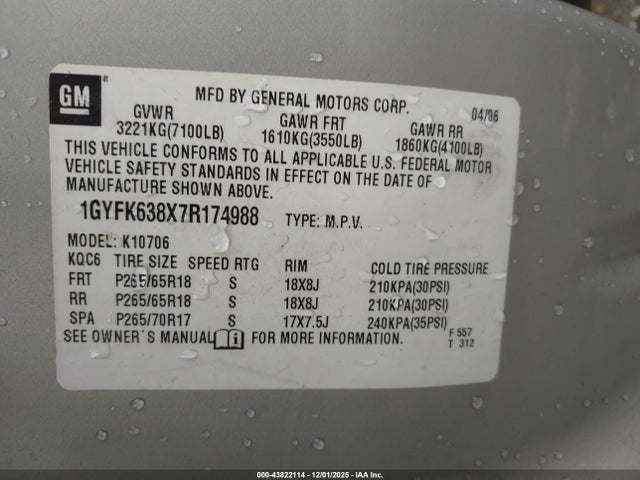 GM ®
MFD BY GENERAL MOTORS CORP. 04/06
GVWR GAWR FRT GAWR RR
3221KG(7100LB) 1610KG(3550LB) 1860KG(4100LB)
THIS VEHICLE CONFORMS TO ALL APPLICABLE U.S. FEDERAL MOTOR
VEHICLE SAFETY STANDARDS IN EFFECT ON THE DATE OF
MANUFACTURE SHOWN ABOVE.
1GYFK638X7R174988 TYPE: M.P.V.
MODEL: K10706
KQC6 TIRE SIZE SPEED RTG RIM COLD TIRE PRESSURE
FRT P265/65R18 S 18X8J 210KPA(30PSI)
RR P265/65R18 S 18X8J 210KPA(30PSI)
SPA P265/70R17 S 17X7.5J 240KPA(35PSI)
SEE OWNER´S MANUAL FOR MORE INFORMATION.
F 557
T 312
000-43822114 - 12/01/2025 - IAA Inc.